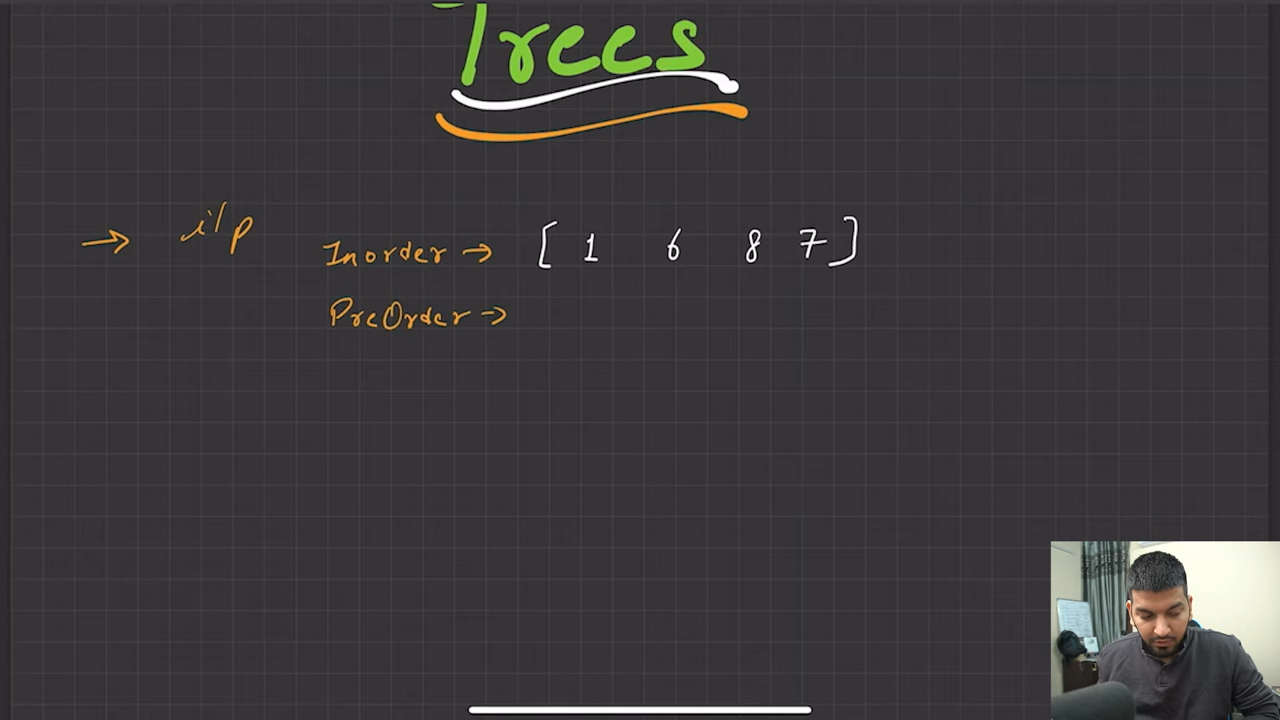 Trees
→ i/p
Inorder → [ 1 6 8 7 ]
PreOrder →